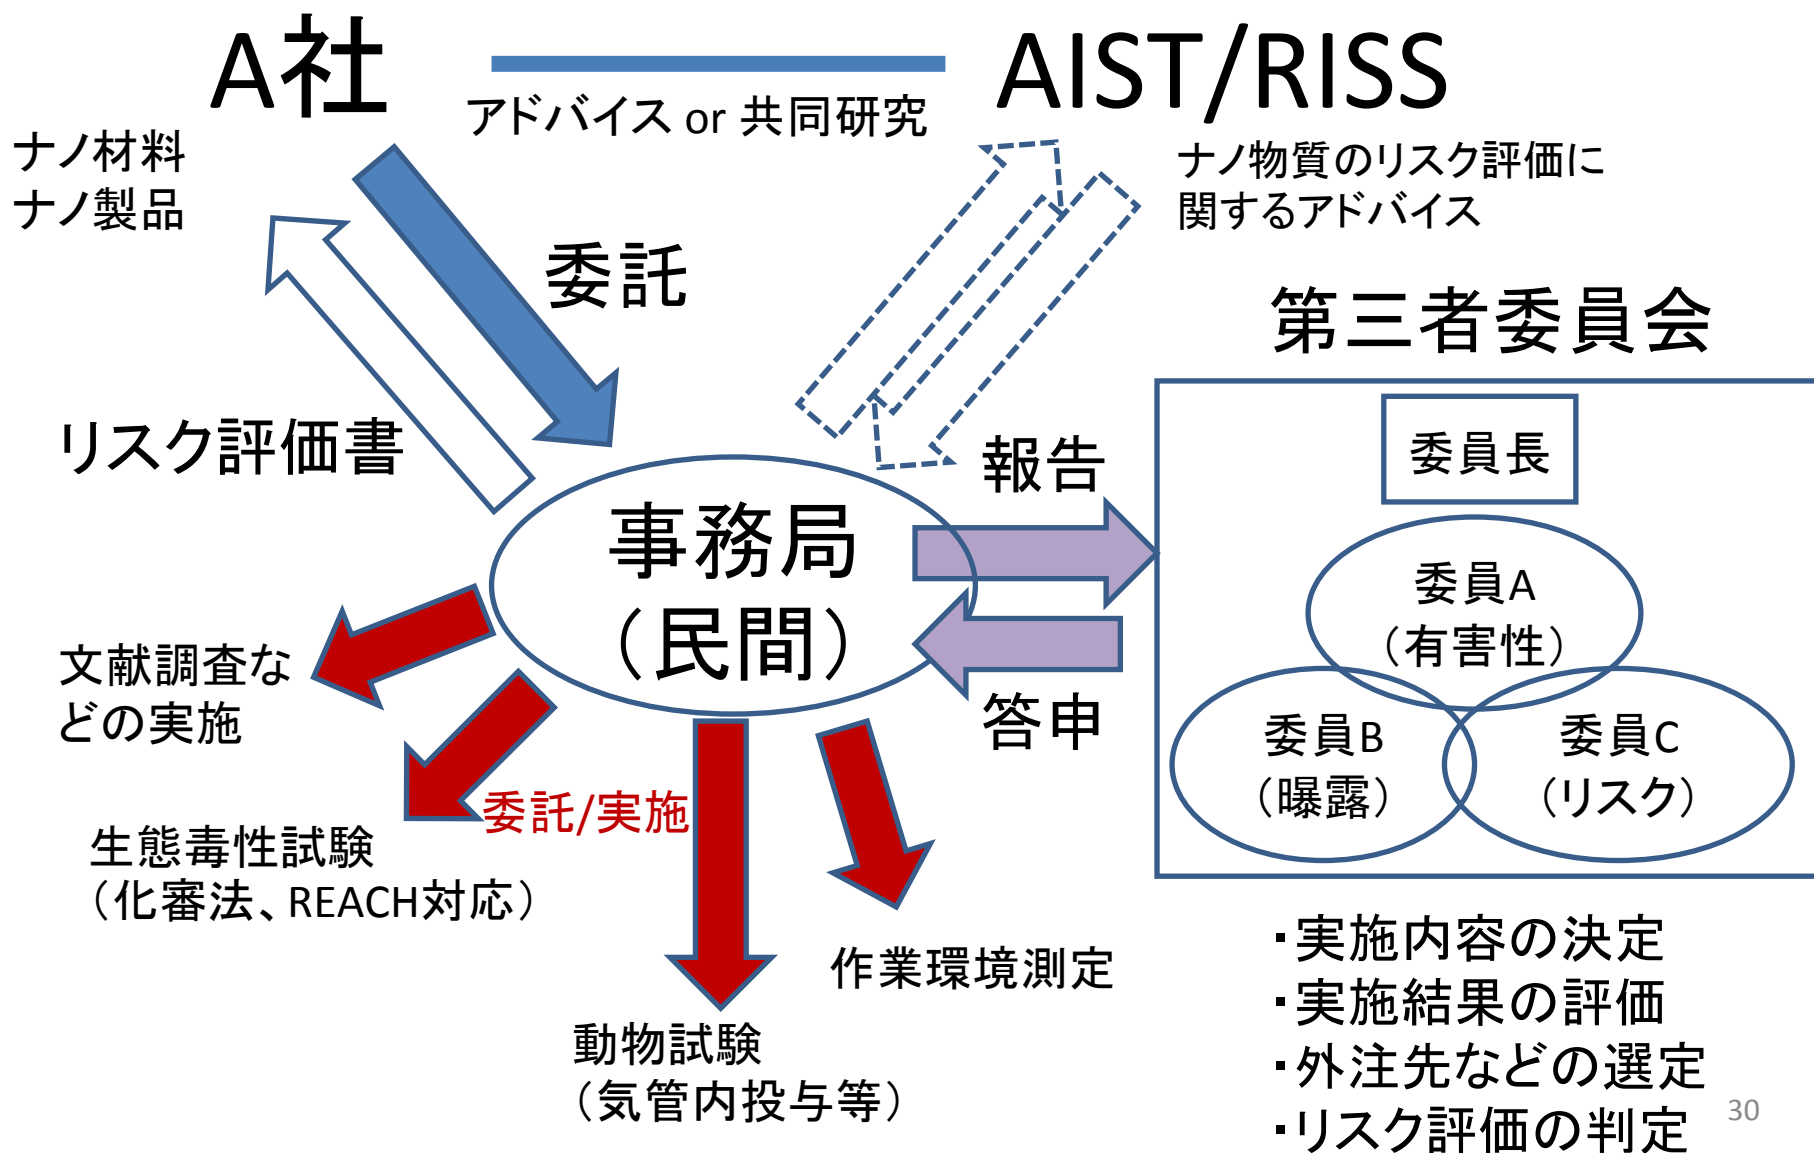 A社
AIST/RISS
アドバイス or 共同研究
ナノ材料
ナノ製品
ナノ物質のリスク評価に
関するアドバイス
委託
第三者委員会
リスク評価書
報告
委員長
事務局
（民間）
委員A
（有害性）
文献調査な
どの実施
答申
委員B
（曝露）
委員C
（リスク）
委託/実施
生態毒性試験
（化審法、REACH対応）
作業環境測定
動物試験
（気管内投与等）
・実施内容の決定
・実施結果の評価
・外注先などの選定
・リスク評価の判定
30